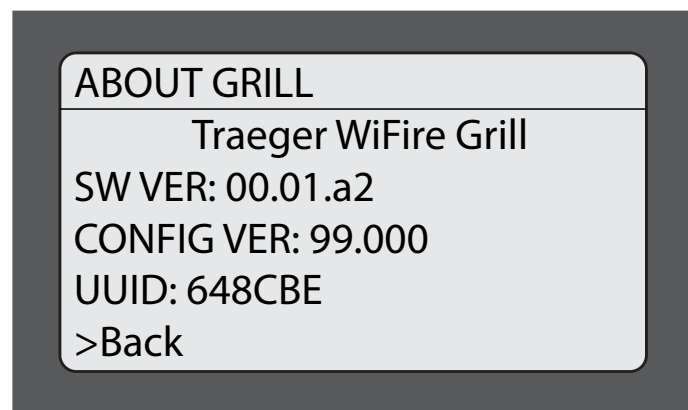 ABOUT GRILL
Traeger WiFire Grill
SW VER: 00.01.a2
CONFIG VER: 99.000
UUID: 648CBE
>Back